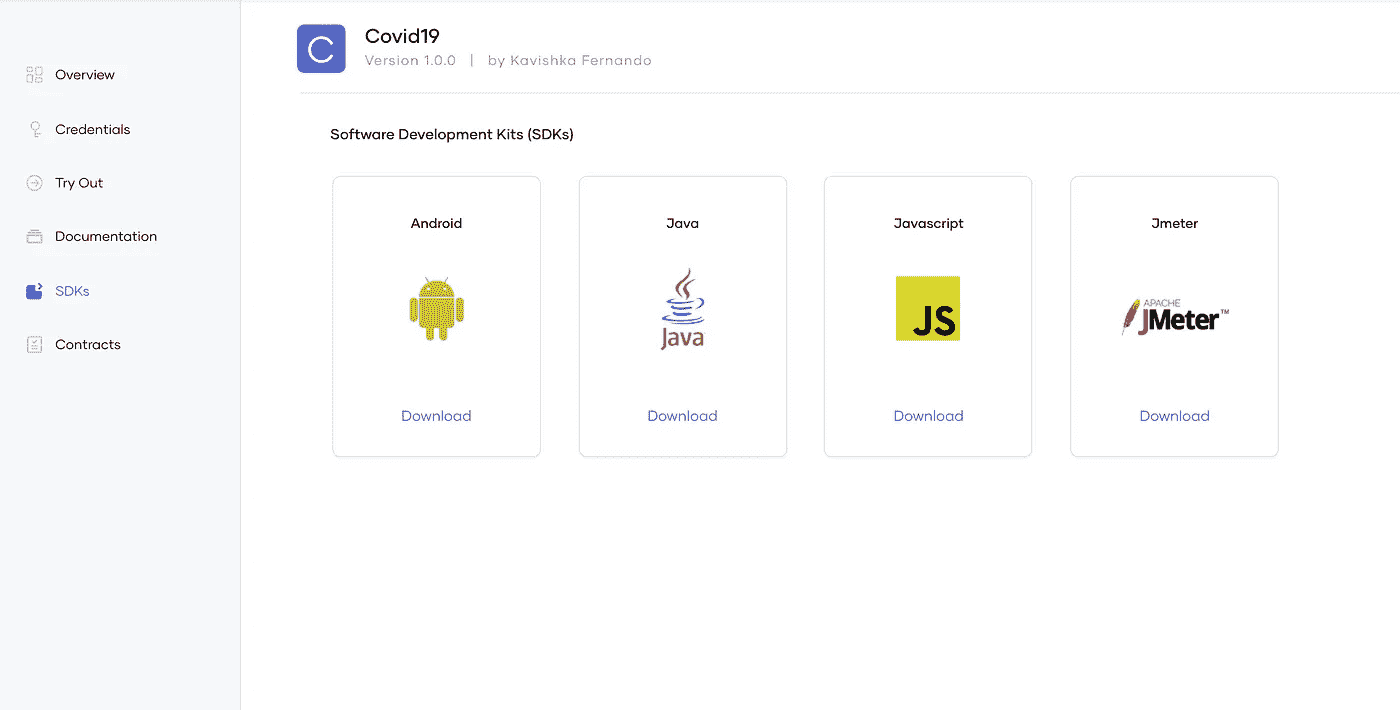 Covid19
Version 1.0.0 | by Kavishka Fernando
Overview
Credentials
Try Out
Documentation
SDKs
Contracts
Software Development Kits (SDKs)
Android
Download
Java
Java
Download
Javascript
JS
Download
Jmeter
APACHE
JMeter™
Download